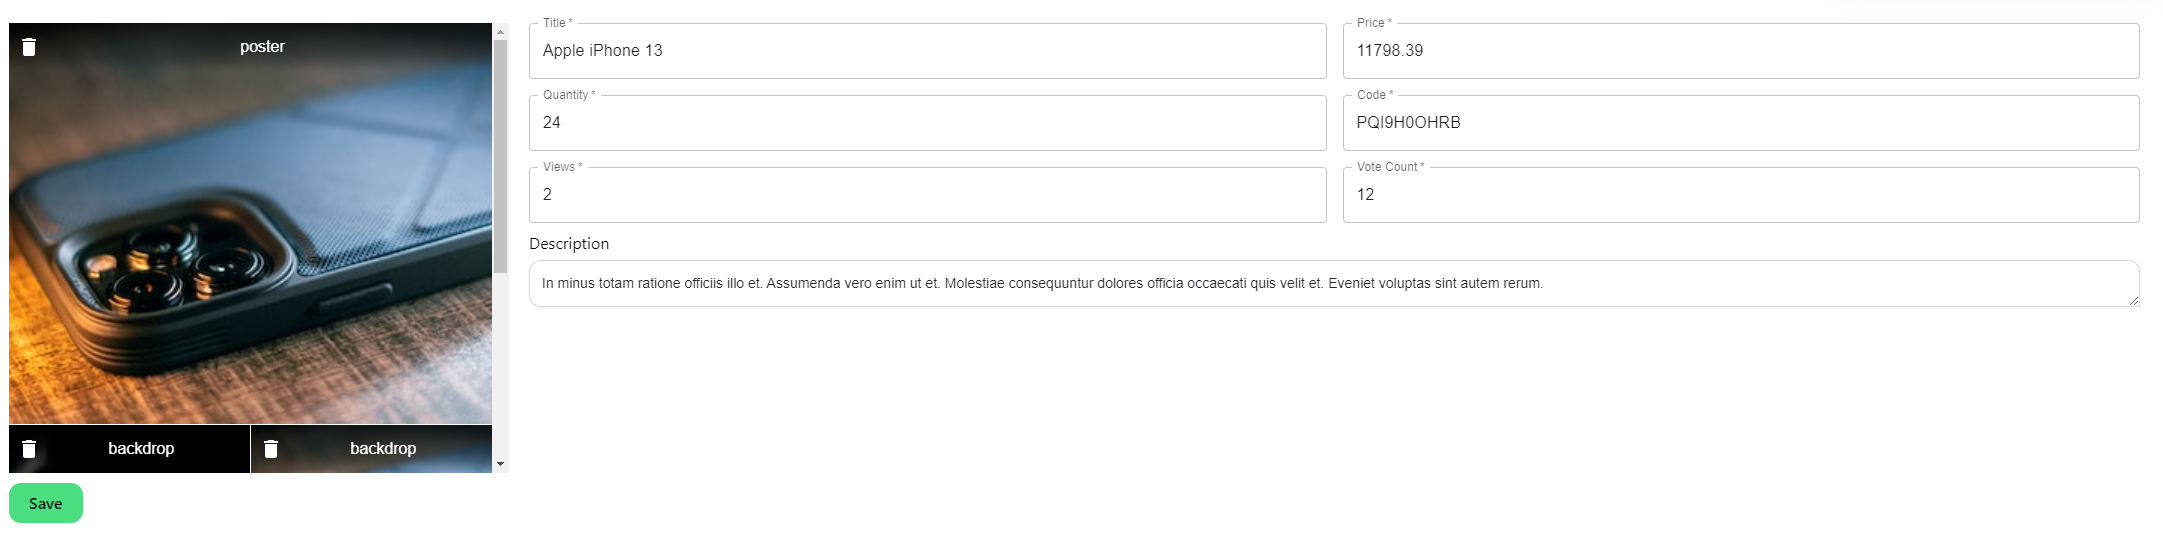 poster
backdrop
backdrop
Save
Title *
Apple iPhone 13
Price *
11798.39
Quantity *
24
Code *
PQI9H0OHRB
Views *
2
Vote Count *
12
Description
In minus totam ratione officiis illo et. Assumenda vero enim ut et. Molestiae consequuntur dolores officia occaecati quis velit et. Eveniet voluptas sint autem rerum.